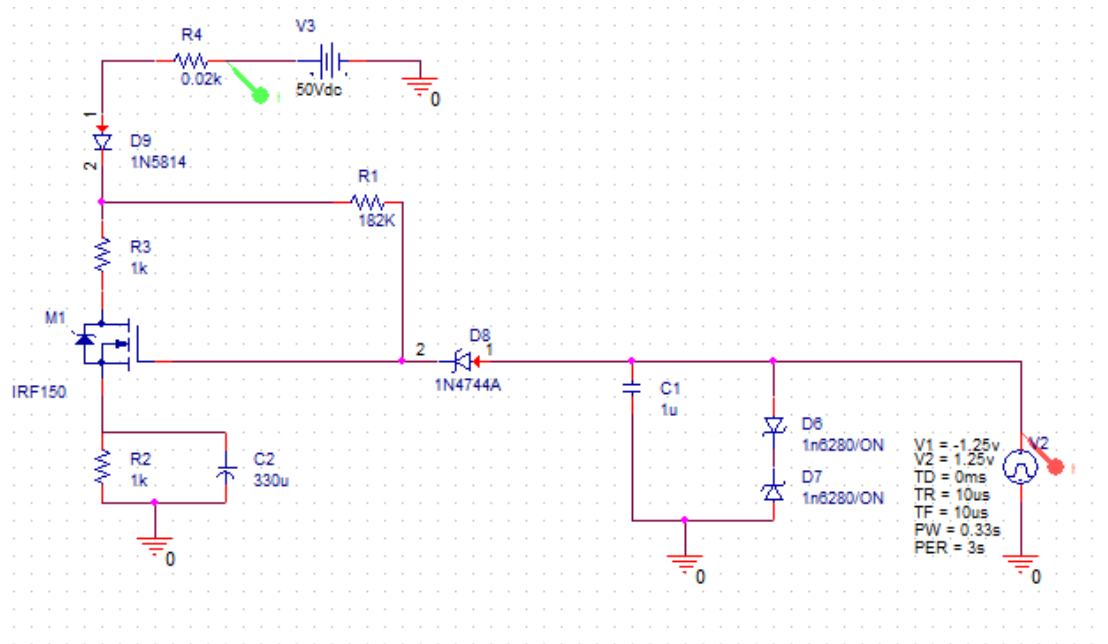 V3
R4
0.02k
50Vdc
0
1
D9
1N5814
2
R1
182K
R3
1k
M1
IRF150
2
D8
1
1N4744A
C1
1u
D6
1n6280/ON
D7
1n6280/ON
V2
V1 = -1.25v
V2 = 1.25v
TD = 0ms
TR = 10us
TF = 10us
PW = 0.33s
PER = 3s
R2
1k
C2
330u
0
0
0